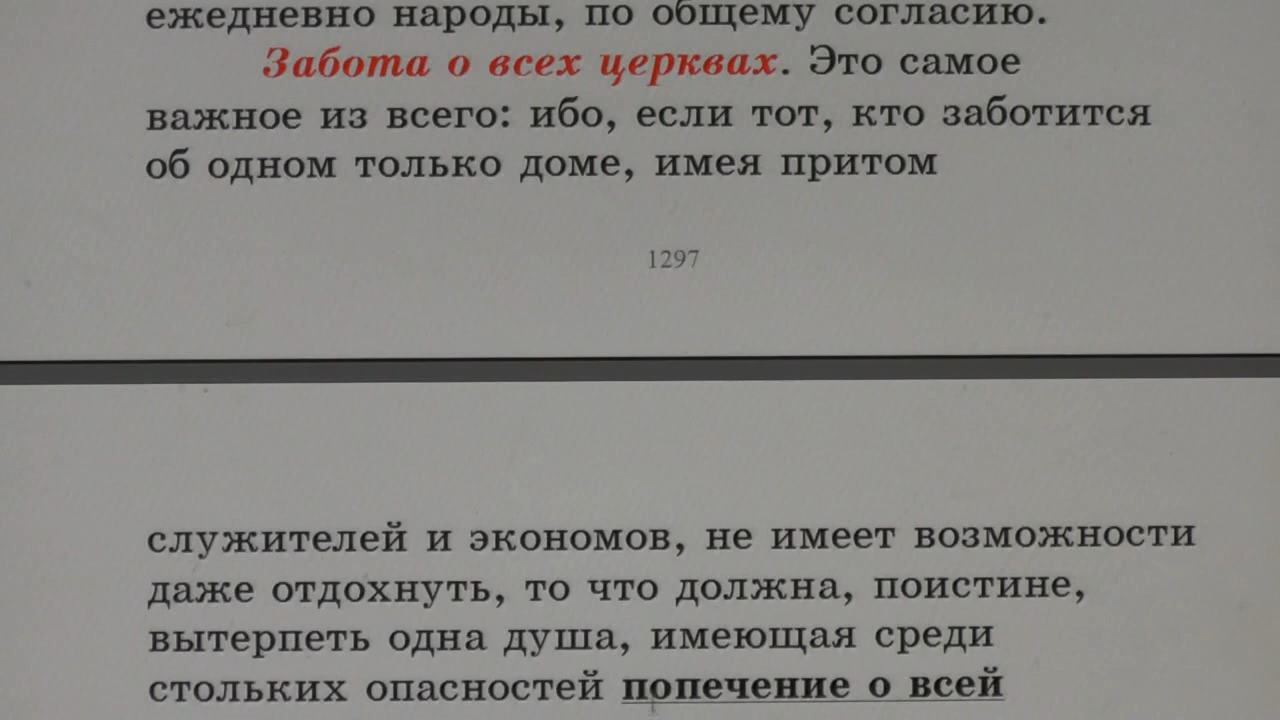 ежедневно народы, по общему согласию.
Забота о всех церквах. Это самое
важное из всего: ибо, если тот, кто заботится
об одном только доме, имея притом
1297
служителей и экономов, не имеет возможности
даже отдохнуть, то что должна, поистине,
вытерпеть одна душа, имеющая среди
стольких опасностей попечение о всей